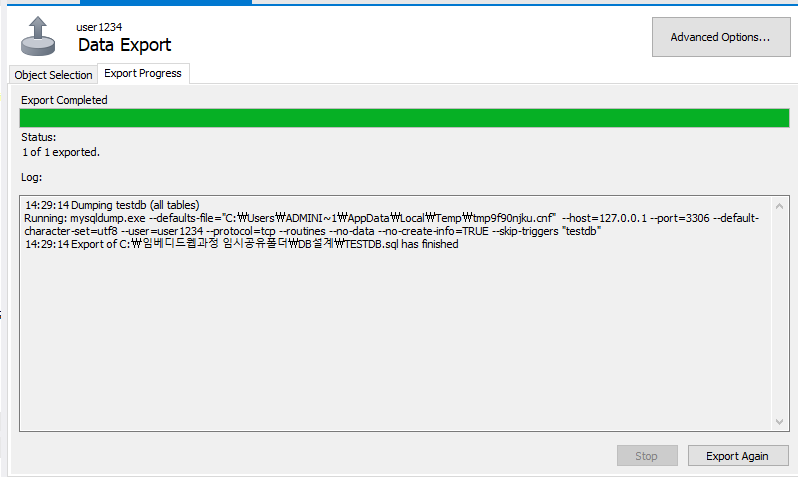 user1234
Data Export
Advanced Options...
Object Selection
Export Progress
Export Completed
Status:
1 of 1 exported.
Log:
14:29:14 Dumping testdb (all tables)
Running: mysqldump.exe --defaults-file="C:₩Users₩ADMINI~1₩AppData₩Local₩Temp₩tmp9f90njku.cnf"  --host=127.0.0.1 --port=3306 --default-
character-set=utf8 --user=user1234 --protocol=tcp --routines --no-data --no-create-info=TRUE --skip-triggers "testdb"
14:29:14 Export of C:₩임베디드웹과정 임시공유폴더₩DB설계₩TESTDB.sql has finished
Stop
Export Again